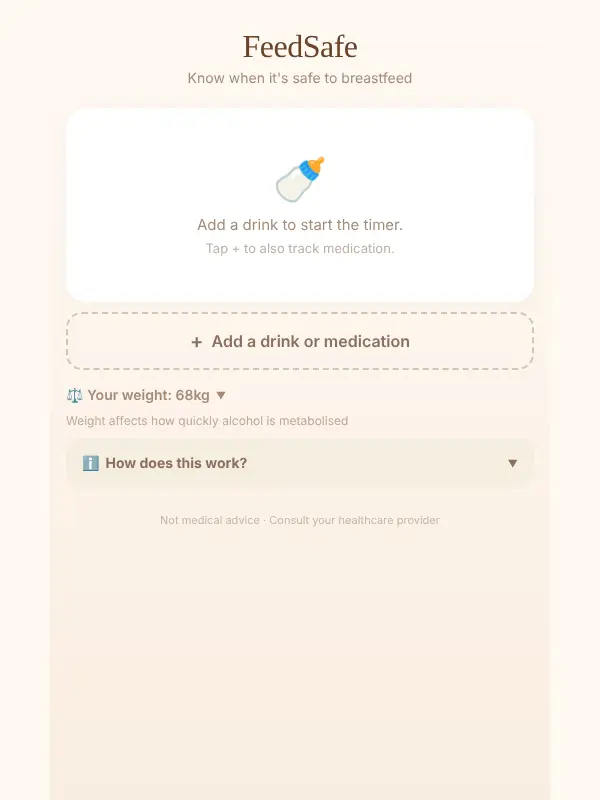 FeedSafe
Know when it's safe to breastfeed
Add a drink to start the timer.
Tap + to also track medication.
+ Add a drink or medication
⚖️ Your weight: 68kg ▼
Weight affects how quickly alcohol is metabolised
ℹ️ How does this work? ▼
Not medical advice · Consult your healthcare provider